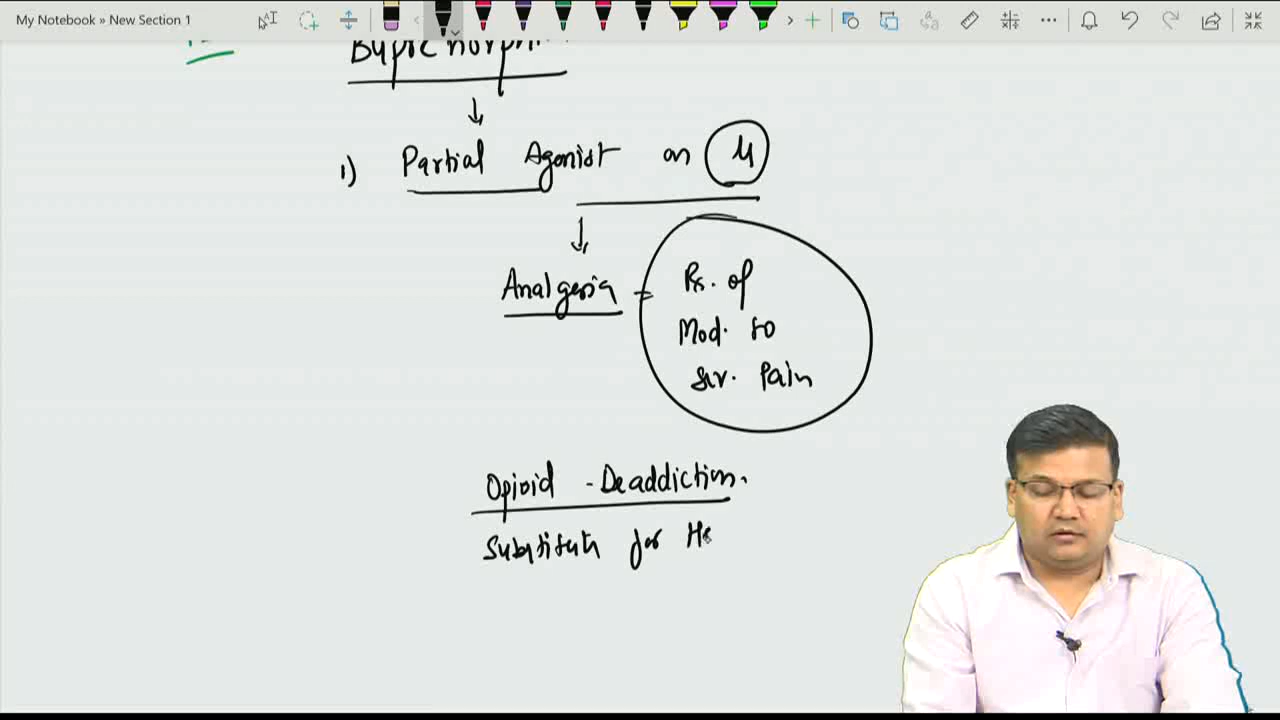 My Notebook » New Section 1
Buprenorphin
↓
1) Partial Agonist on μ
↓
Analgesia - Rx. of
Mod. to
Sev. Pain
Opioid - Deaddiction.
Substitute for He